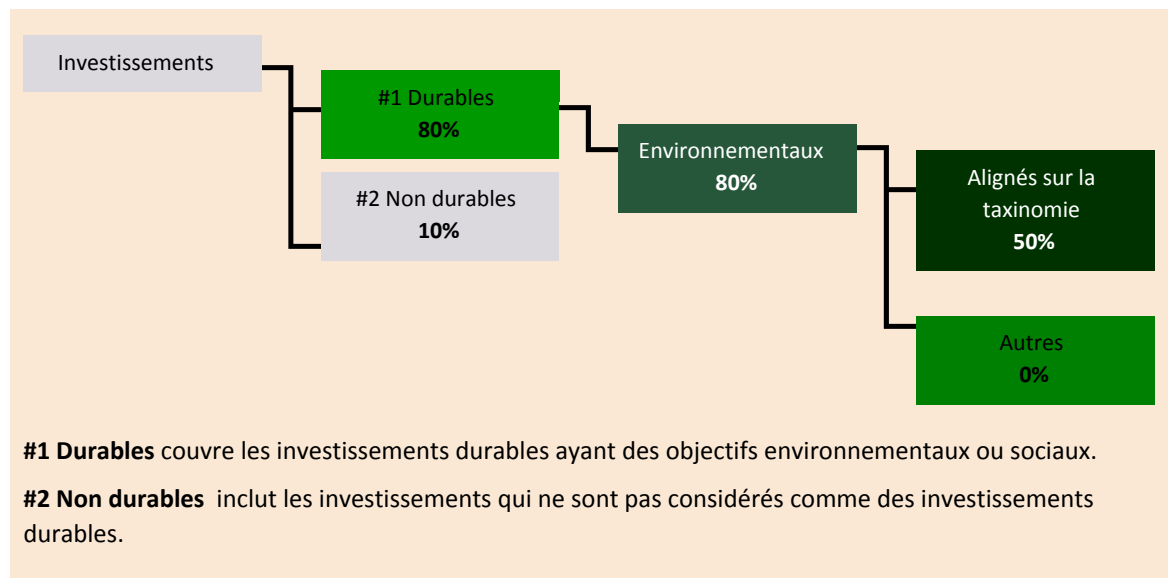 Investissements
#1 Durables
80%
#2 Non durables
10%
Environnementaux
80%
Alignés sur la
taxinomie
50%
Autres
0%
#1 Durables couvre les investissements durables ayant des objectifs environnementaux ou sociaux.
#2 Non durables inclut les investissements qui ne sont pas considérés comme des investissements
durables.